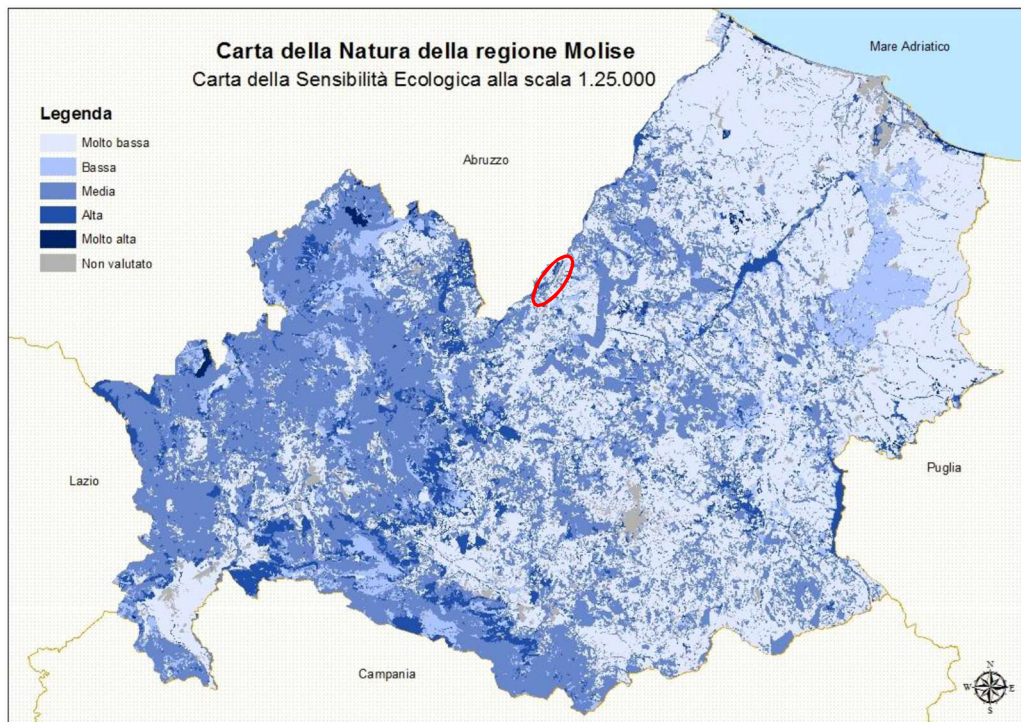 Carta della Natura della regione Molise
Carta della Sensibilità Ecologica alla scala 1:25.000
Mare Adriatico
Legenda
Molto bassa
Bassa
Media
Alta
Molto alta
Non valutato
Abruzzo
Lazio
Puglia
Campania
N
W E
S